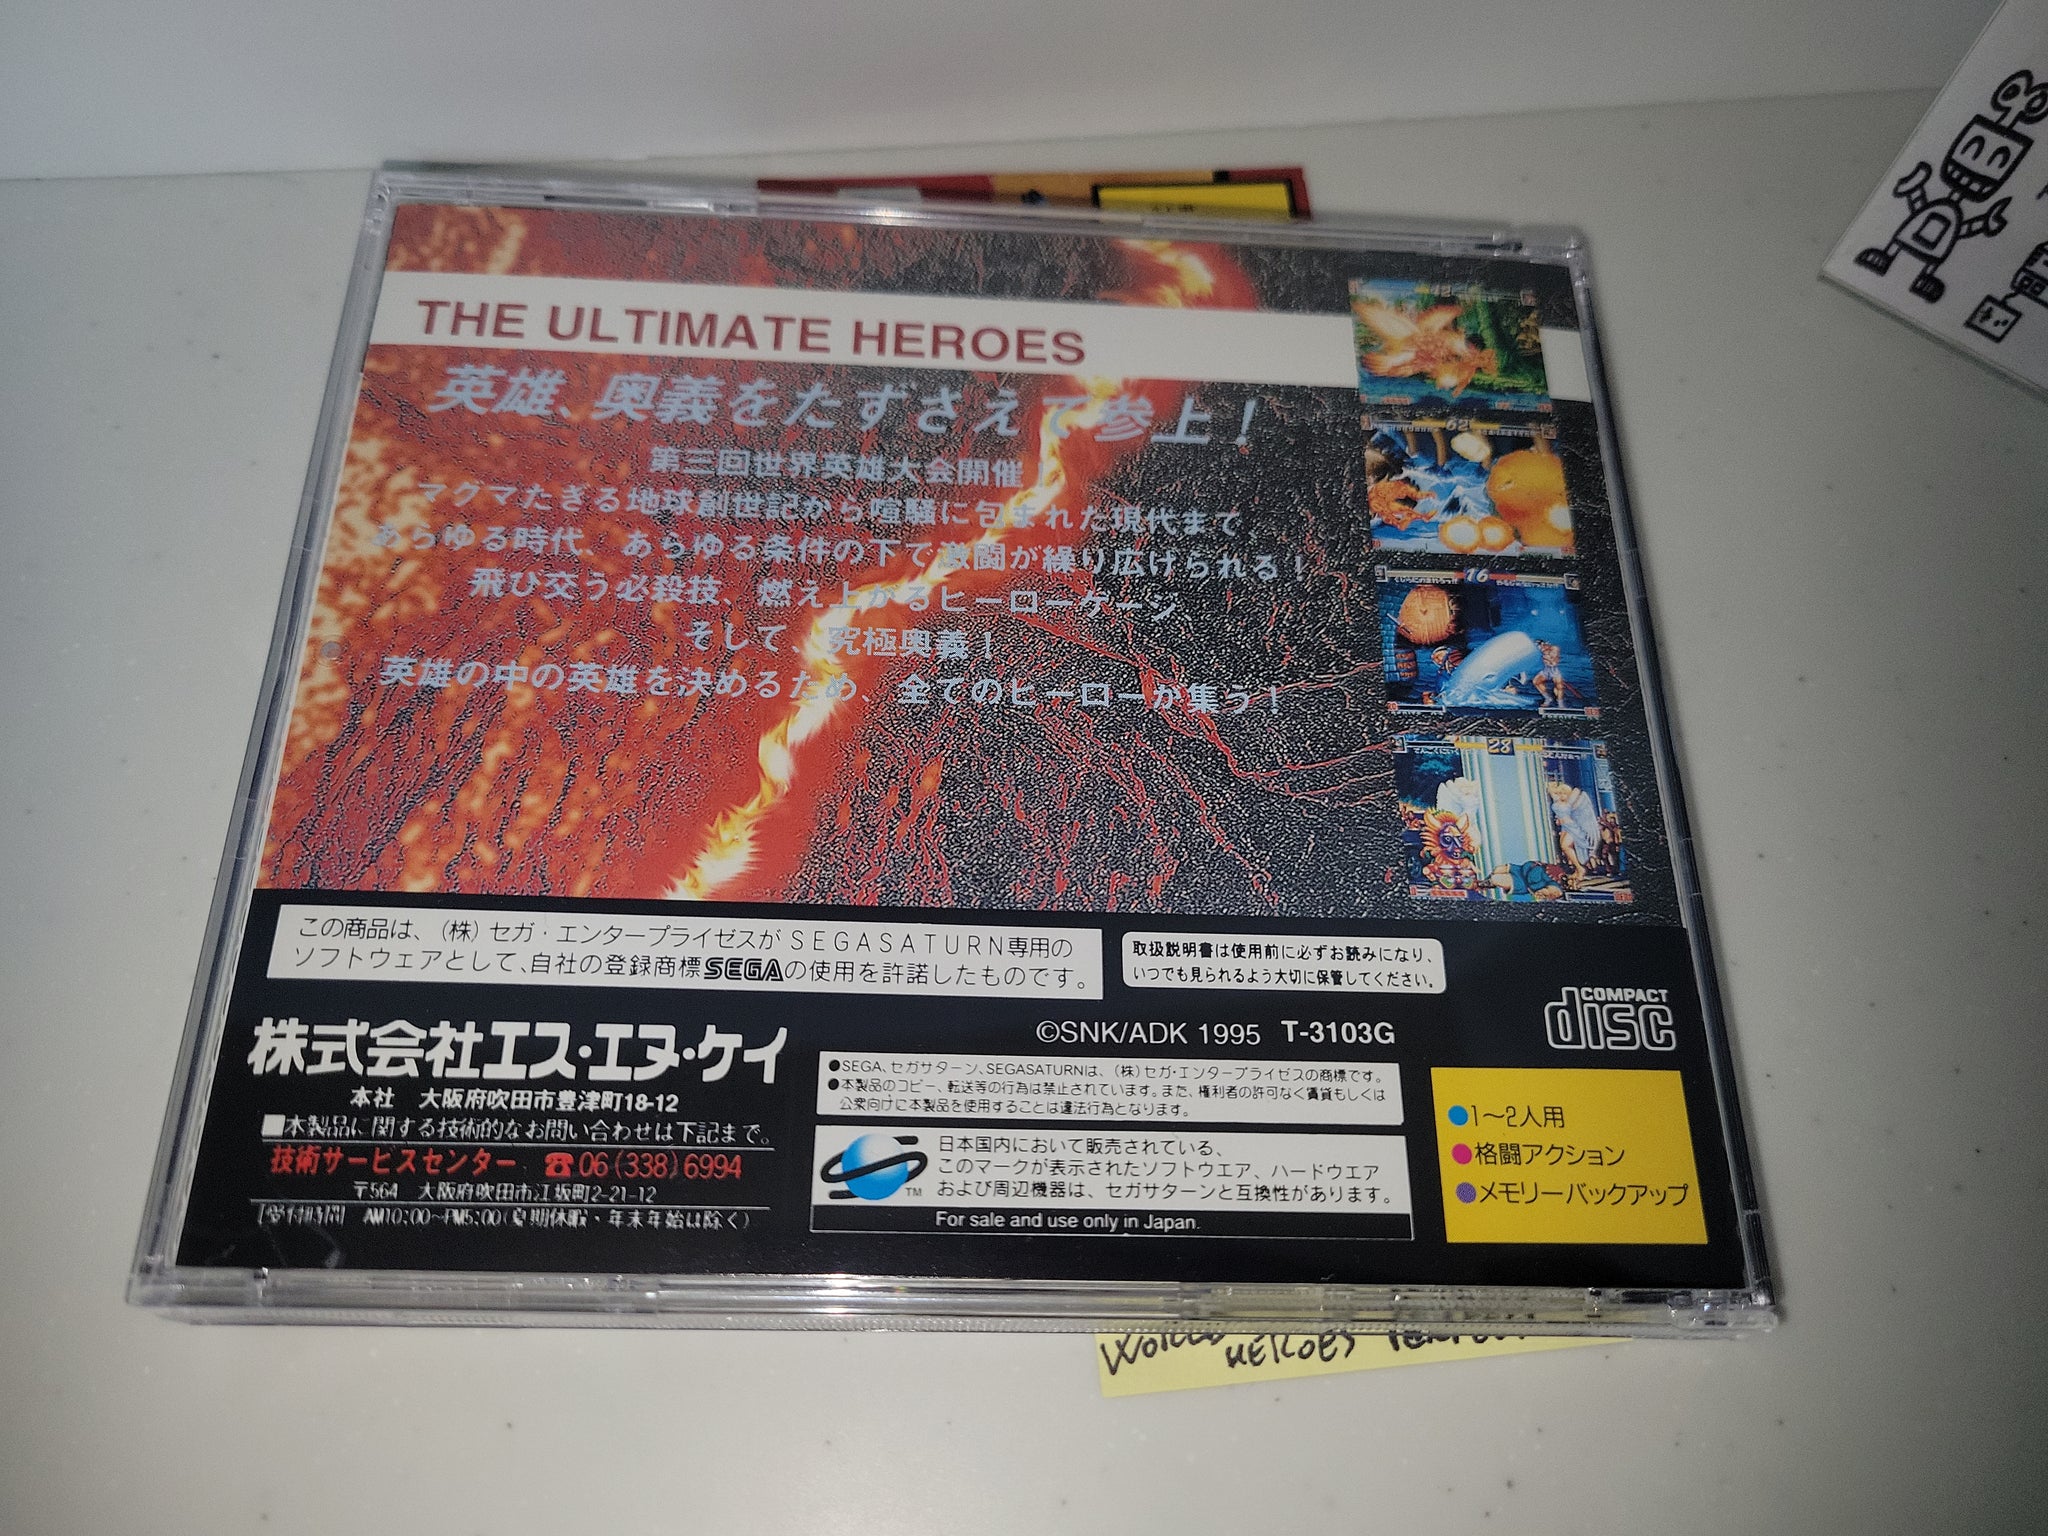 THE ULTIMATE HEROES
英雄、奥義をたずさえて参上！
第三回世界英雄大会開催！
マグマたぎる地球創世記から喧騒に包まれた現代まで、
あらゆる時代、あらゆる条件の下で激闘が繰り広げられる！
飛び交う必殺技、燃え上がるヒーローゲージ、
そして、究極奥義！
英雄の中の英雄を決めるため、全てのヒーローが集う！
42
62
16
28
この商品は、(株)セガ・エンタープライゼスがSEGASATURN専用の
ソフトウェアとして、自社の登録商標SEGAの使用を許諾したものです。
取扱説明書は使用前に必ずお読みになり、
いつでも見られるよう大切に保管してください。
COMPACT
disc
©SNK/ADK 1995 T-3103G
株式会社エス・エヌ・ケイ
本社 大阪府吹田市豊津町18-12
■本製品に関する技術的なお問い合わせは下記まで。
技術サービスセンター ☎06(338)6994
〒564 大阪府吹田市江坂町2-21-12
[受付時間] AM10:00~PM5:00(夏期休暇・年末年始は除く)
●SEGA、セガサターン、SEGASATURNは、(株)セガ・エンタープライゼスの商標です。
●本製品のコピー、転送等の行為は禁止されています。また、権利者の許可なく賃貸もしくは
公衆向けに本製品を使用することは違法行為となります。
日本国内において販売されている、
このマークが表示されたソフトウエア、ハードウエア
および周辺機器は、セガサターンと互換性があります。
TM
For sale and use only in Japan.
●1～2人用
●格闘アクション
●メモリーバックアップ
WORLD
HEROES